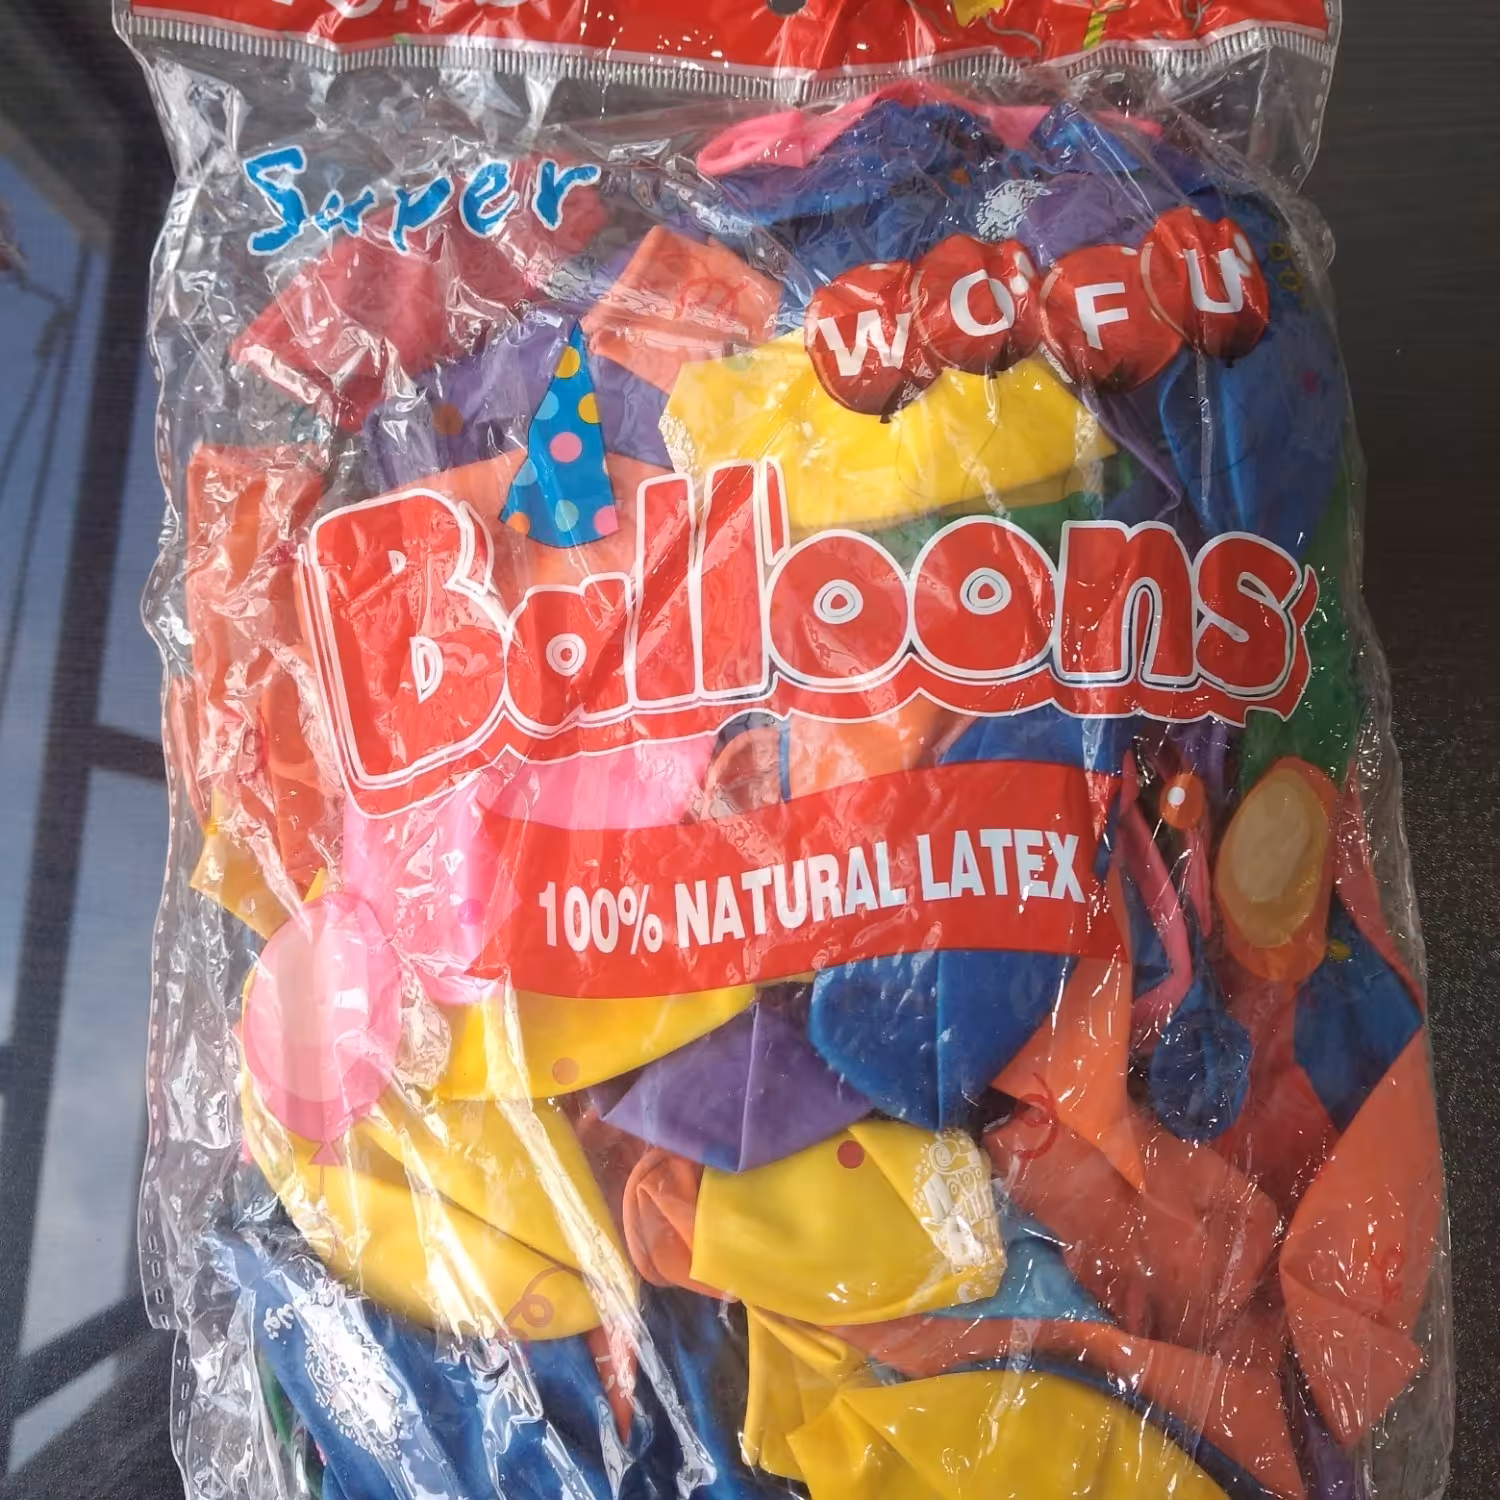 Super
WOFU
Balloons
100% NATURAL LATEX